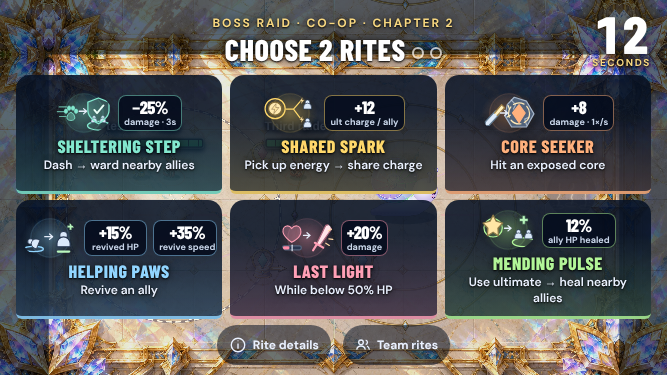 BOSS RAID · CO-OP · CHAPTER 2
CHOOSE 2 RITES
12
SECONDS
-25%
damage · 3s
SHELTERING STEP
Dash → ward nearby allies
+12
ult charge / ally
SHARED SPARK
Pick up energy → share charge
+8
damage · 1×/s
CORE SEEKER
Hit an exposed core
+15%
revived HP
+35%
revive speed
HELPING PAWS
Revive an ally
+20%
damage
LAST LIGHT
While below 50% HP
12%
ally HP healed
MENDING PULSE
Use ultimate → heal nearby
allies
Rite details
Team rites